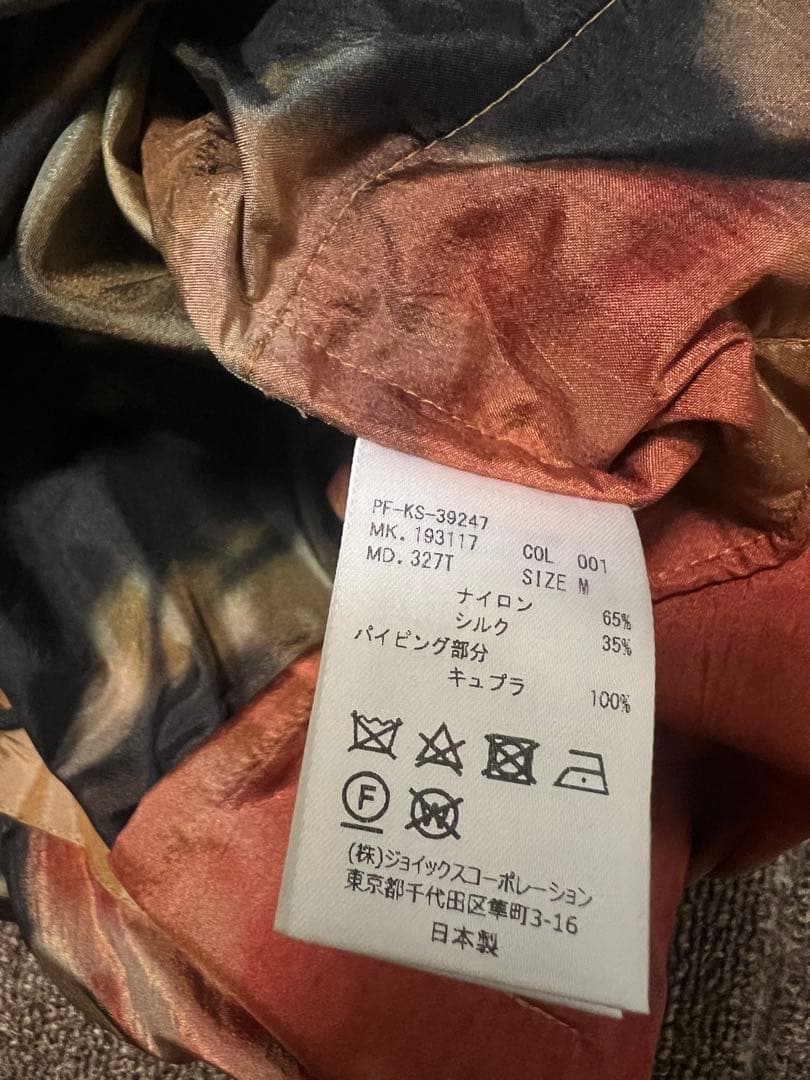 PF-KS-39247
MK. 193117 COL 001
MD. 327T SIZE M
ナイロン 65%
シルク 35%
パイピング部分
キュプラ 100%
F W
(株)ジョイックスコーポレーション
東京都千代田区隼町3-16
日本製